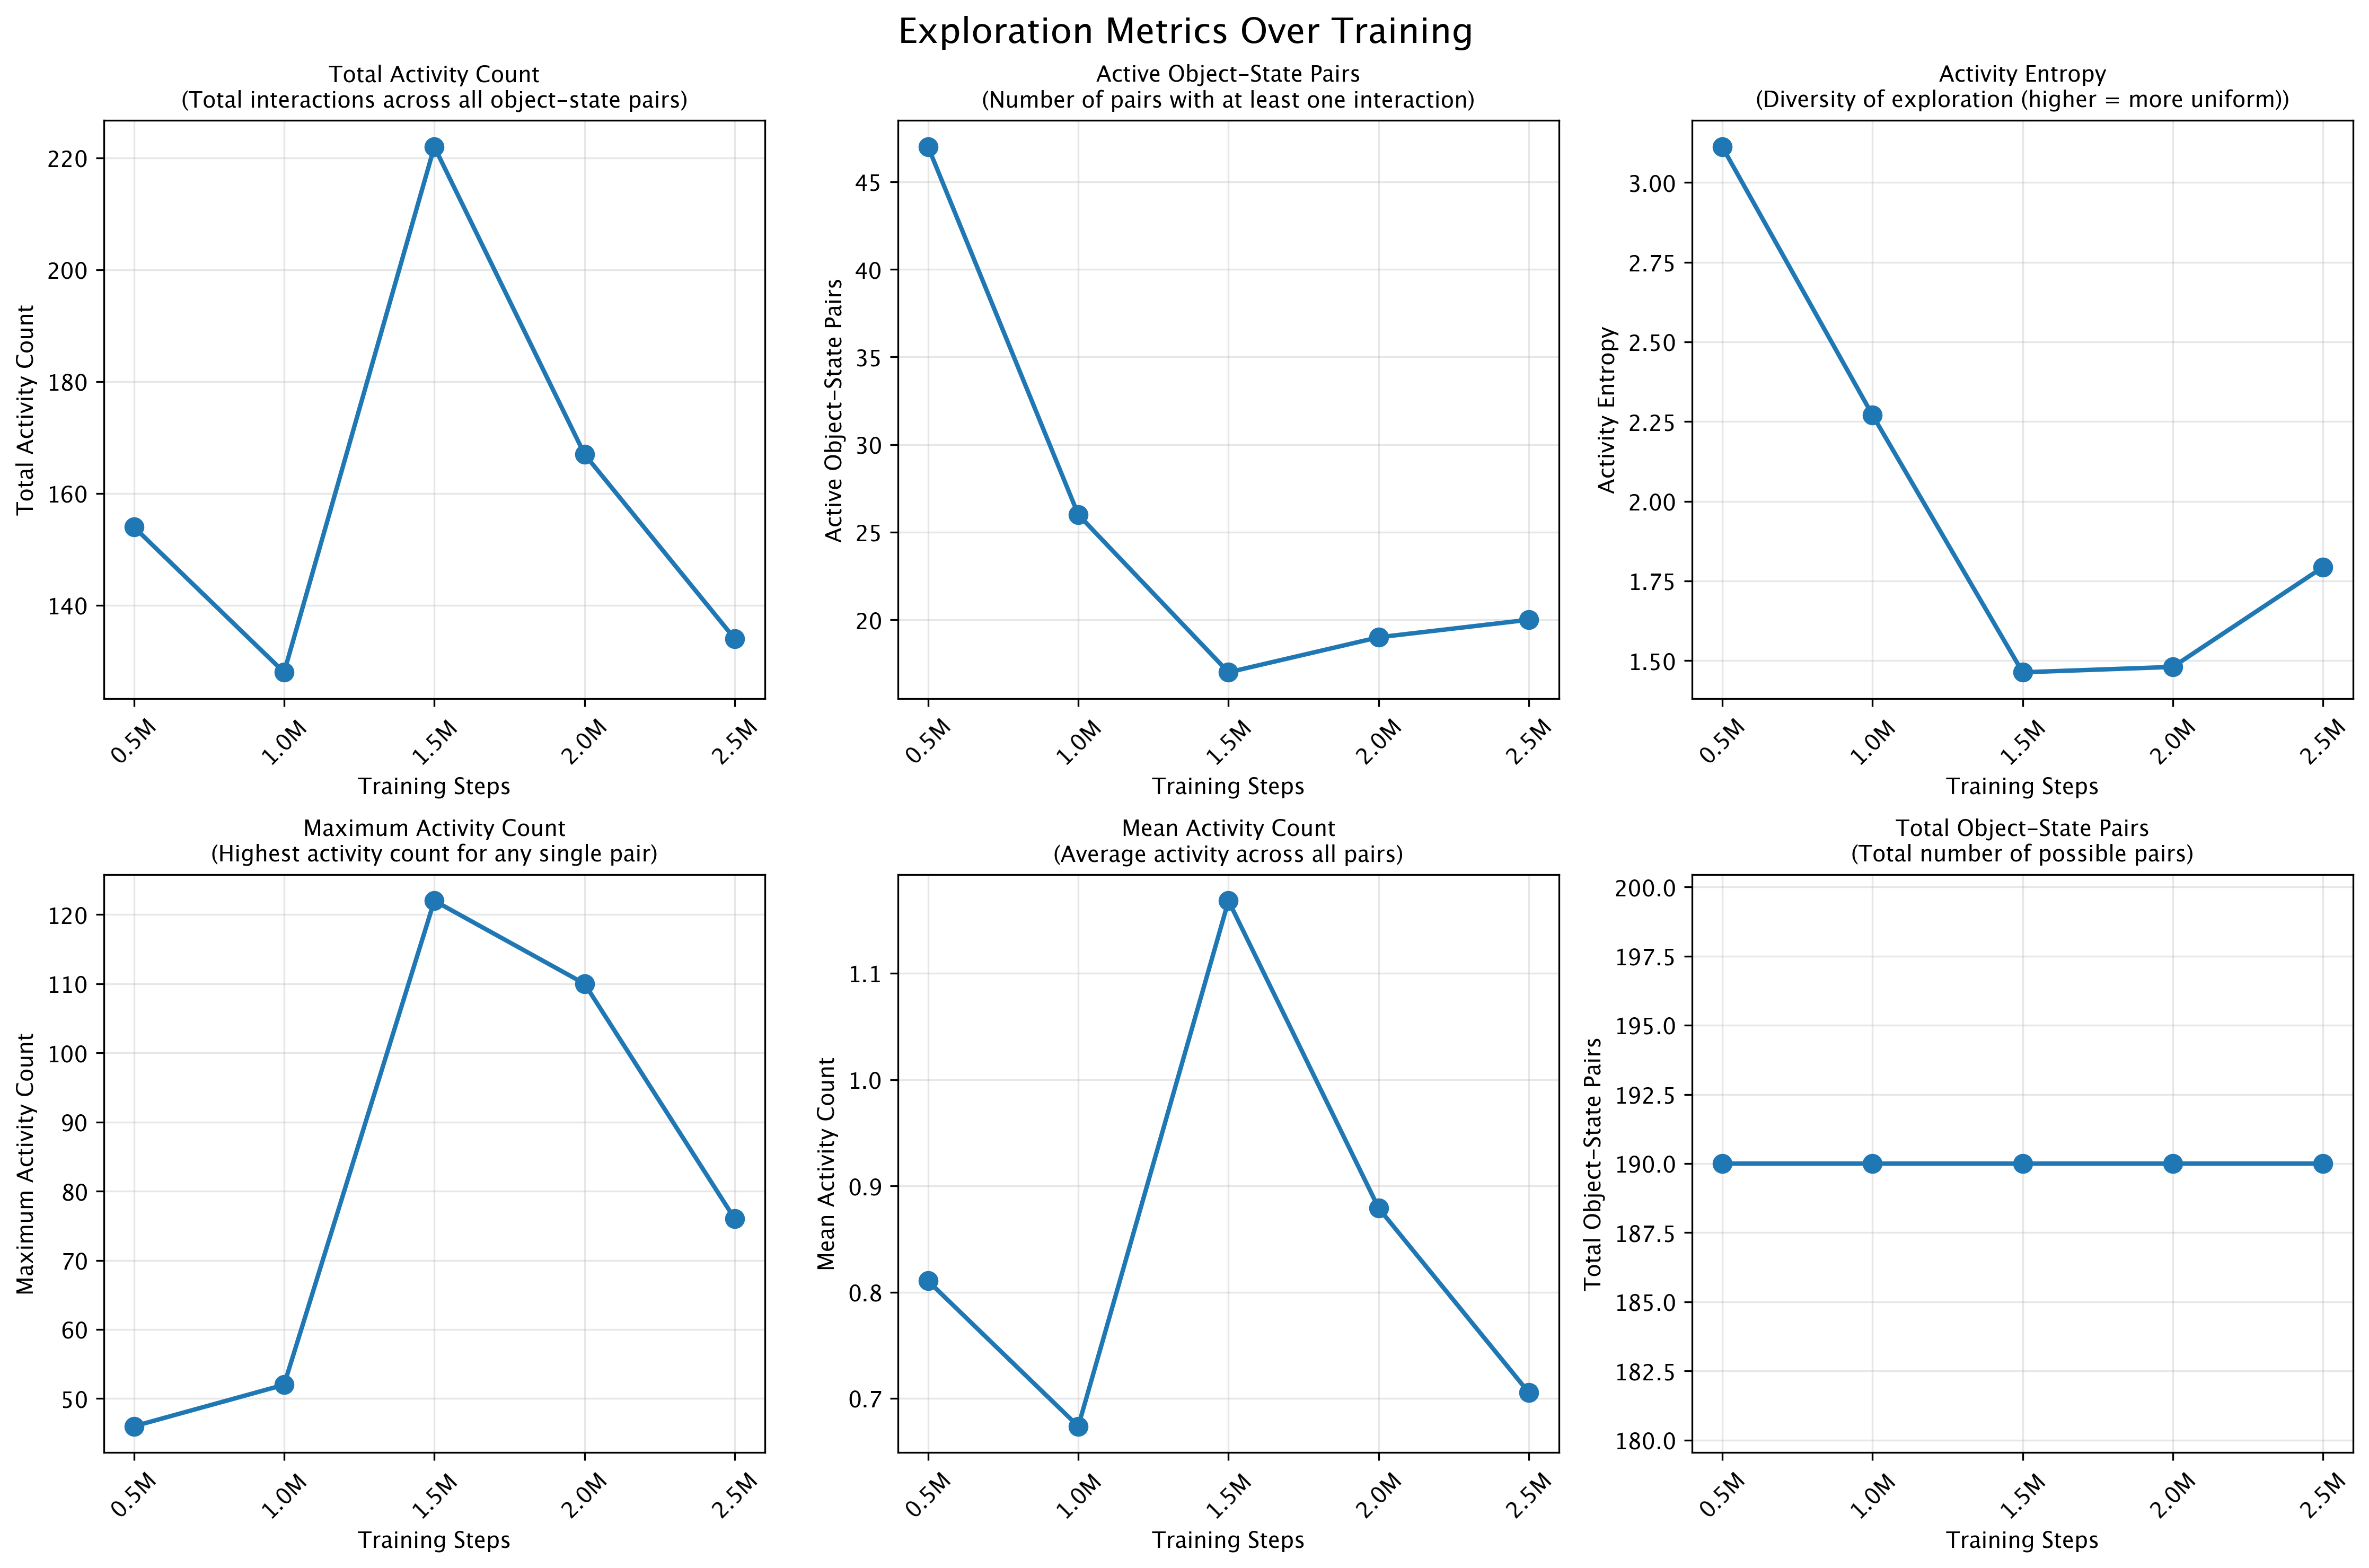 Exploration Metrics Over Training
Total Activity Count
(Total interactions across all object-state pairs)
Total Activity Count
220
200
180
160
140
0.5M
1.0M
1.5M
2.0M
2.5M
Training Steps
Active Object-State Pairs
(Number of pairs with at least one interaction)
Active Object-State Pairs
45
40
35
30
25
20
0.5M
1.0M
1.5M
2.0M
2.5M
Training Steps
Activity Entropy
(Diversity of exploration (higher = more uniform))
Activity Entropy
3.00
2.75
2.50
2.25
2.00
1.75
1.50
0.5M
1.0M
1.5M
2.0M
2.5M
Training Steps
Maximum Activity Count
(Highest activity count for any single pair)
Maximum Activity Count
120
110
100
90
80
70
60
50
0.5M
1.0M
1.5M
2.0M
2.5M
Training Steps
Mean Activity Count
(Average activity across all pairs)
Mean Activity Count
1.1
1.0
0.9
0.8
0.7
0.5M
1.0M
1.5M
2.0M
2.5M
Training Steps
Total Object-State Pairs
(Total number of possible pairs)
Total Object-State Pairs
200.0
197.5
195.0
192.5
190.0
187.5
185.0
182.5
180.0
0.5M
1.0M
1.5M
2.0M
2.5M
Training Steps